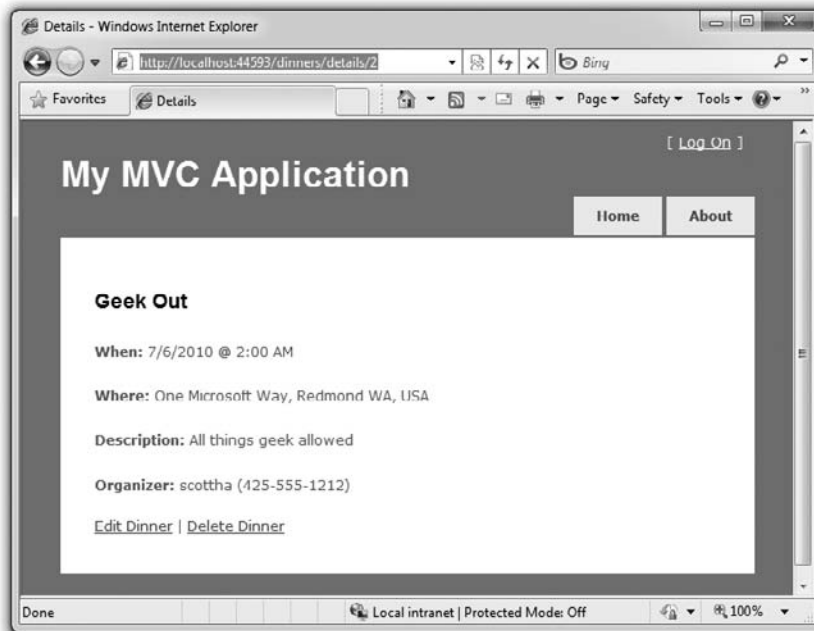 Details - Windows Internet Explorer
http://localhost:44593/dinners/details/2
Bing
Favorites
Details
Page
Safety
Tools
[ Log On ]
My MVC Application
Home
About
Geek Out
When: 7/6/2010 @ 2:00 AM
Where: One Microsoft Way, Redmond WA, USA
Description: All things geek allowed
Organizer: scottha (425-555-1212)
Edit Dinner | Delete Dinner
Done
Local intranet | Protected Mode: Off
100%